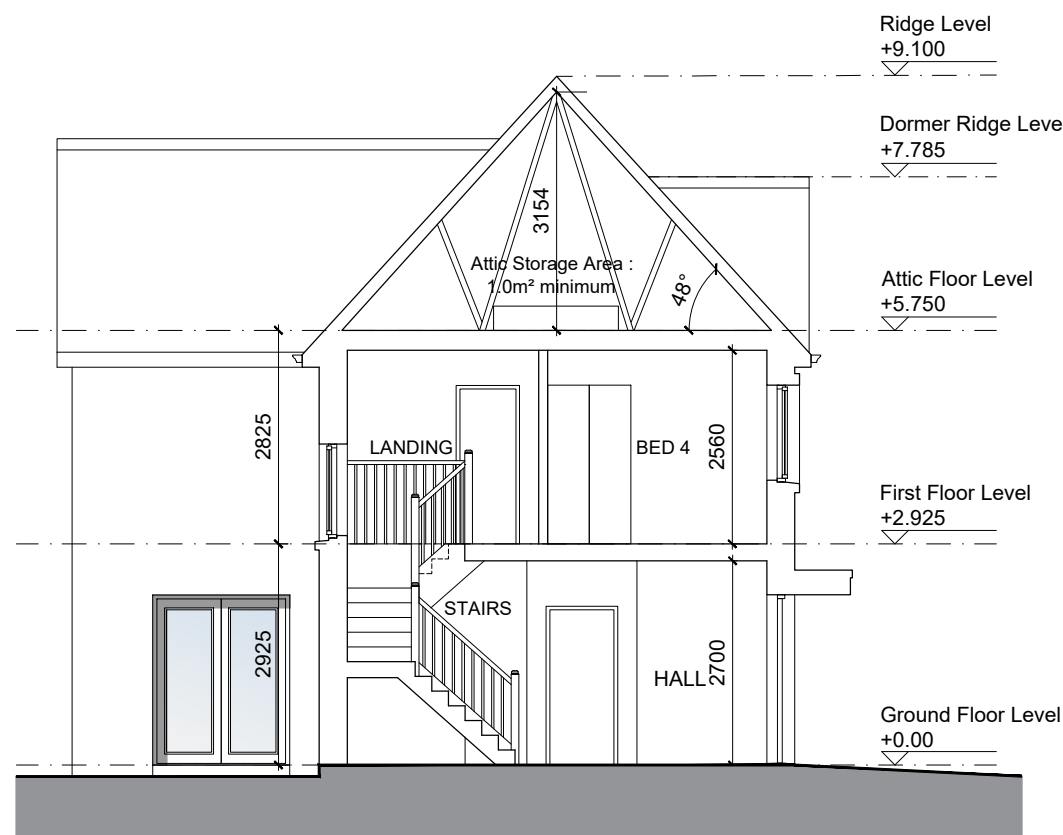 Ridge Level
+9.100
Dormer Ridge Leve
+7.785
3154
Attic Storage Area :
1.0m² minimum
48°
Attic Floor Level
+5.750
2825
LANDING
BED 4
2560
First Floor Level
+2.925
STAIRS
2925
HALL
2700
Ground Floor Level
+0.00